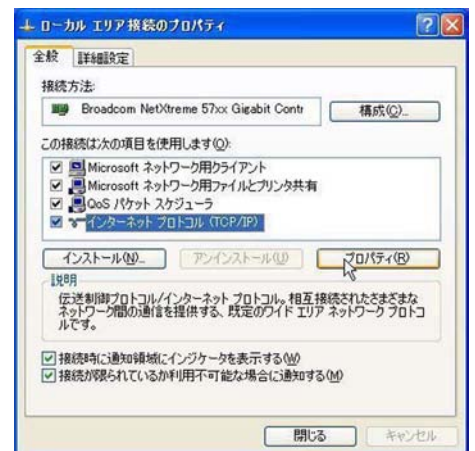 ローカル エリア接続のプロパティ
全般 詳細設定
接続方法:
Broadcom NetXtreme 57xx Gigabit Contr 構成(C)...
この接続は次の項目を使用します(O):
Microsoft ネットワーク用クライアント
Microsoft ネットワーク用ファイルとプリンタ共有
QoS パケット スケジューラ
インターネット プロトコル (TCP/IP)
インストール(N)... アンインストール(U) プロパティ(R)
説明
伝送制御プロトコル/インターネット プロトコル。相互接続されたさまざまな
ネットワーク間の通信を提供する、既定のワイド エリア ネットワーク プロトコ
ルです。
接続時に通知領域にインジケータを表示する(W)
接続が限られているか利用不可能な場合に通知する(M)
閉じる キャンセル